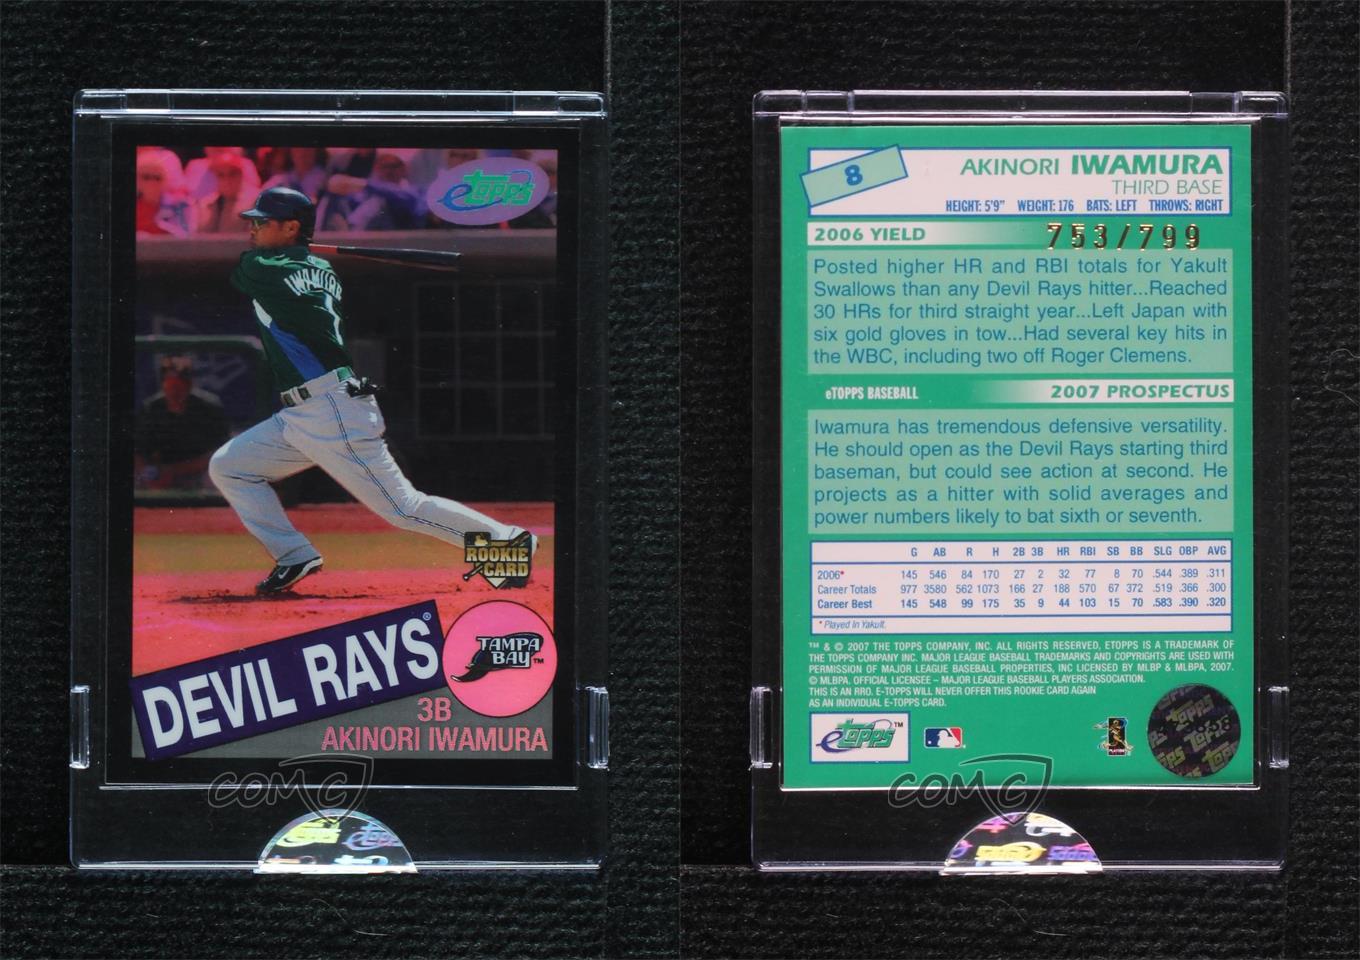 eTopps
IWAMURA
1
ROOKIE
CARD
DEVIL RAYS®
TAMPA
BAY™
3B
AKINORI IWAMURA
COMC
topps
8
AKINORI IWAMURA
THIRD BASE
HEIGHT: 5'9" WEIGHT: 176 BATS: LEFT THROWS: RIGHT
2006 YIELD
753/799
Posted higher HR and RBI totals for Yakult
Swallows than any Devil Rays hitter...Reached
30 HRs for third straight year...Left Japan with
six gold gloves in tow...Had several key hits in
the WBC, including two off Roger Clemens.
eTOPPS BASEBALL 2007 PROSPECTUS
Iwamura has tremendous defensive versatility.
He should open as the Devil Rays starting third
baseman, but could see action at second. He
projects as a hitter with solid averages and
power numbers likely to bat sixth or seventh.
G AB R H 2B 3B HR RBI SB BB SLG OBP AVG
2006* 145 546 84 170 27 2 32 77 8 70 .544 .389 .311
Career Totals 977 3580 562 1073 166 27 188 570 67 372 .519 .366 .300
Career Best 145 548 99 175 35 9 44 103 15 70 .583 .390 .320
* Played in Yakult.
™ & © 2007 THE TOPPS COMPANY, INC. ALL RIGHTS RESERVED. ETOPPS IS A TRADEMARK OF
THE TOPPS COMPANY INC. MAJOR LEAGUE BASEBALL TRADEMARKS AND COPYRIGHTS ARE USED WITH
PERMISSION OF MAJOR LEAGUE BASEBALL PROPERTIES, INC LICENSED BY MLBP & MLBPA, 2007.
© MLBPA. OFFICIAL LICENSEE – MAJOR LEAGUE BASEBALL PLAYERS ASSOCIATION.
THIS IS AN RRO. E-TOPPS WILL NEVER OFFER THIS ROOKIE CARD AGAIN
AS AN INDIVIDUAL E-TOPPS CARD.
eTopps™
topps
COMC
topps